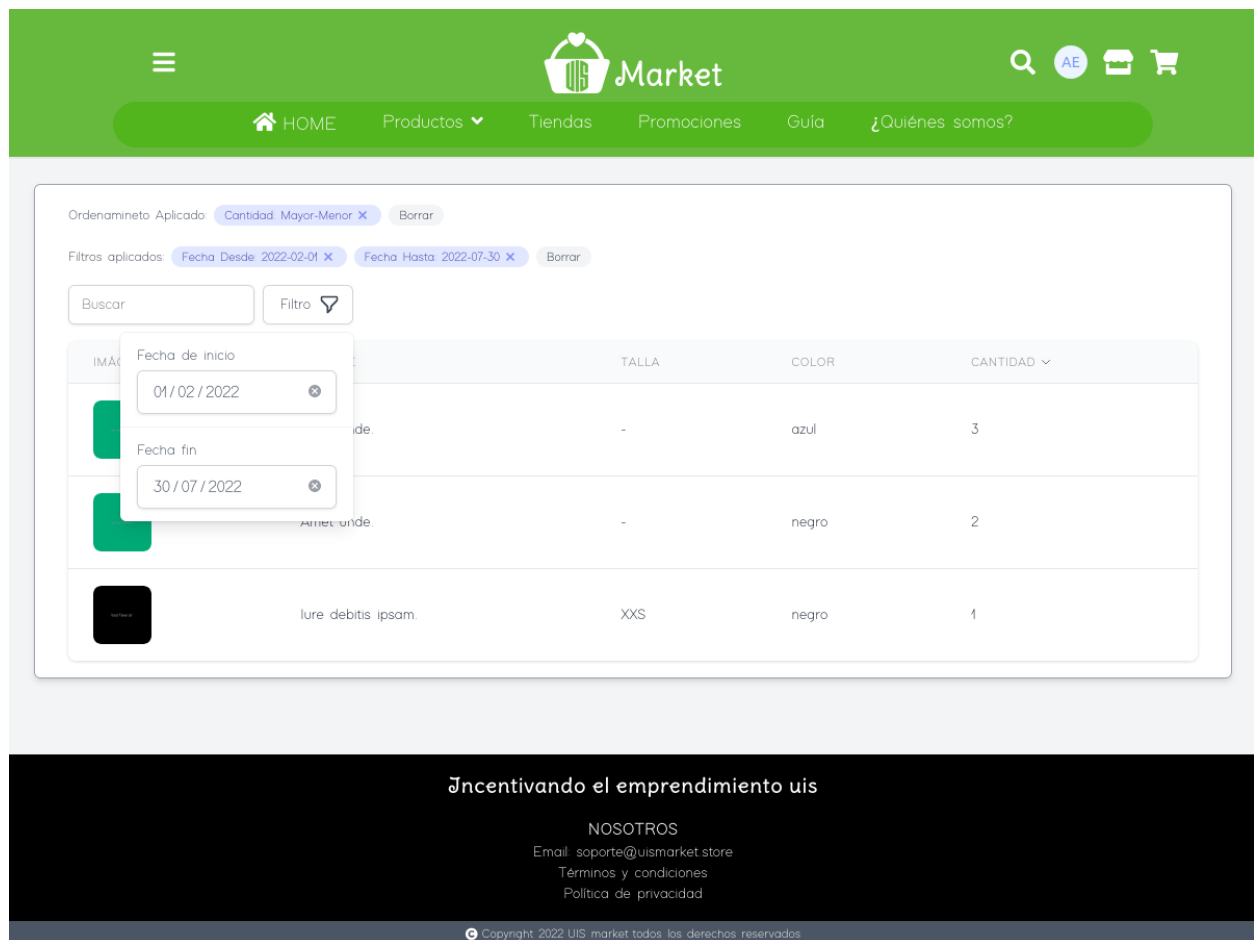 UIS Market
AE
HOME Productos Tiendas Promociones Guía ¿Quiénes somos?
Ordenamineto Aplicado: Cantidad: Mayor-Menor × Borrar
Filtros aplicados: Fecha Desde: 2022-02-01 × Fecha Hasta: 2022-07-30 × Borrar
Buscar Filtro
TALLA COLOR CANTIDAD
Fecha de inicio
01/02/2022
- azul 3
Fecha fin
30/07/2022
Amet unde. - negro 2
Iure debitis ipsam. XXS negro 1
Incentivando el emprendimiento uis
NOSOTROS
Email: soporte@uismarket.store
Términos y condiciones
Política de privacidad
Copyright 2022 UIS market todos los derechos reservados